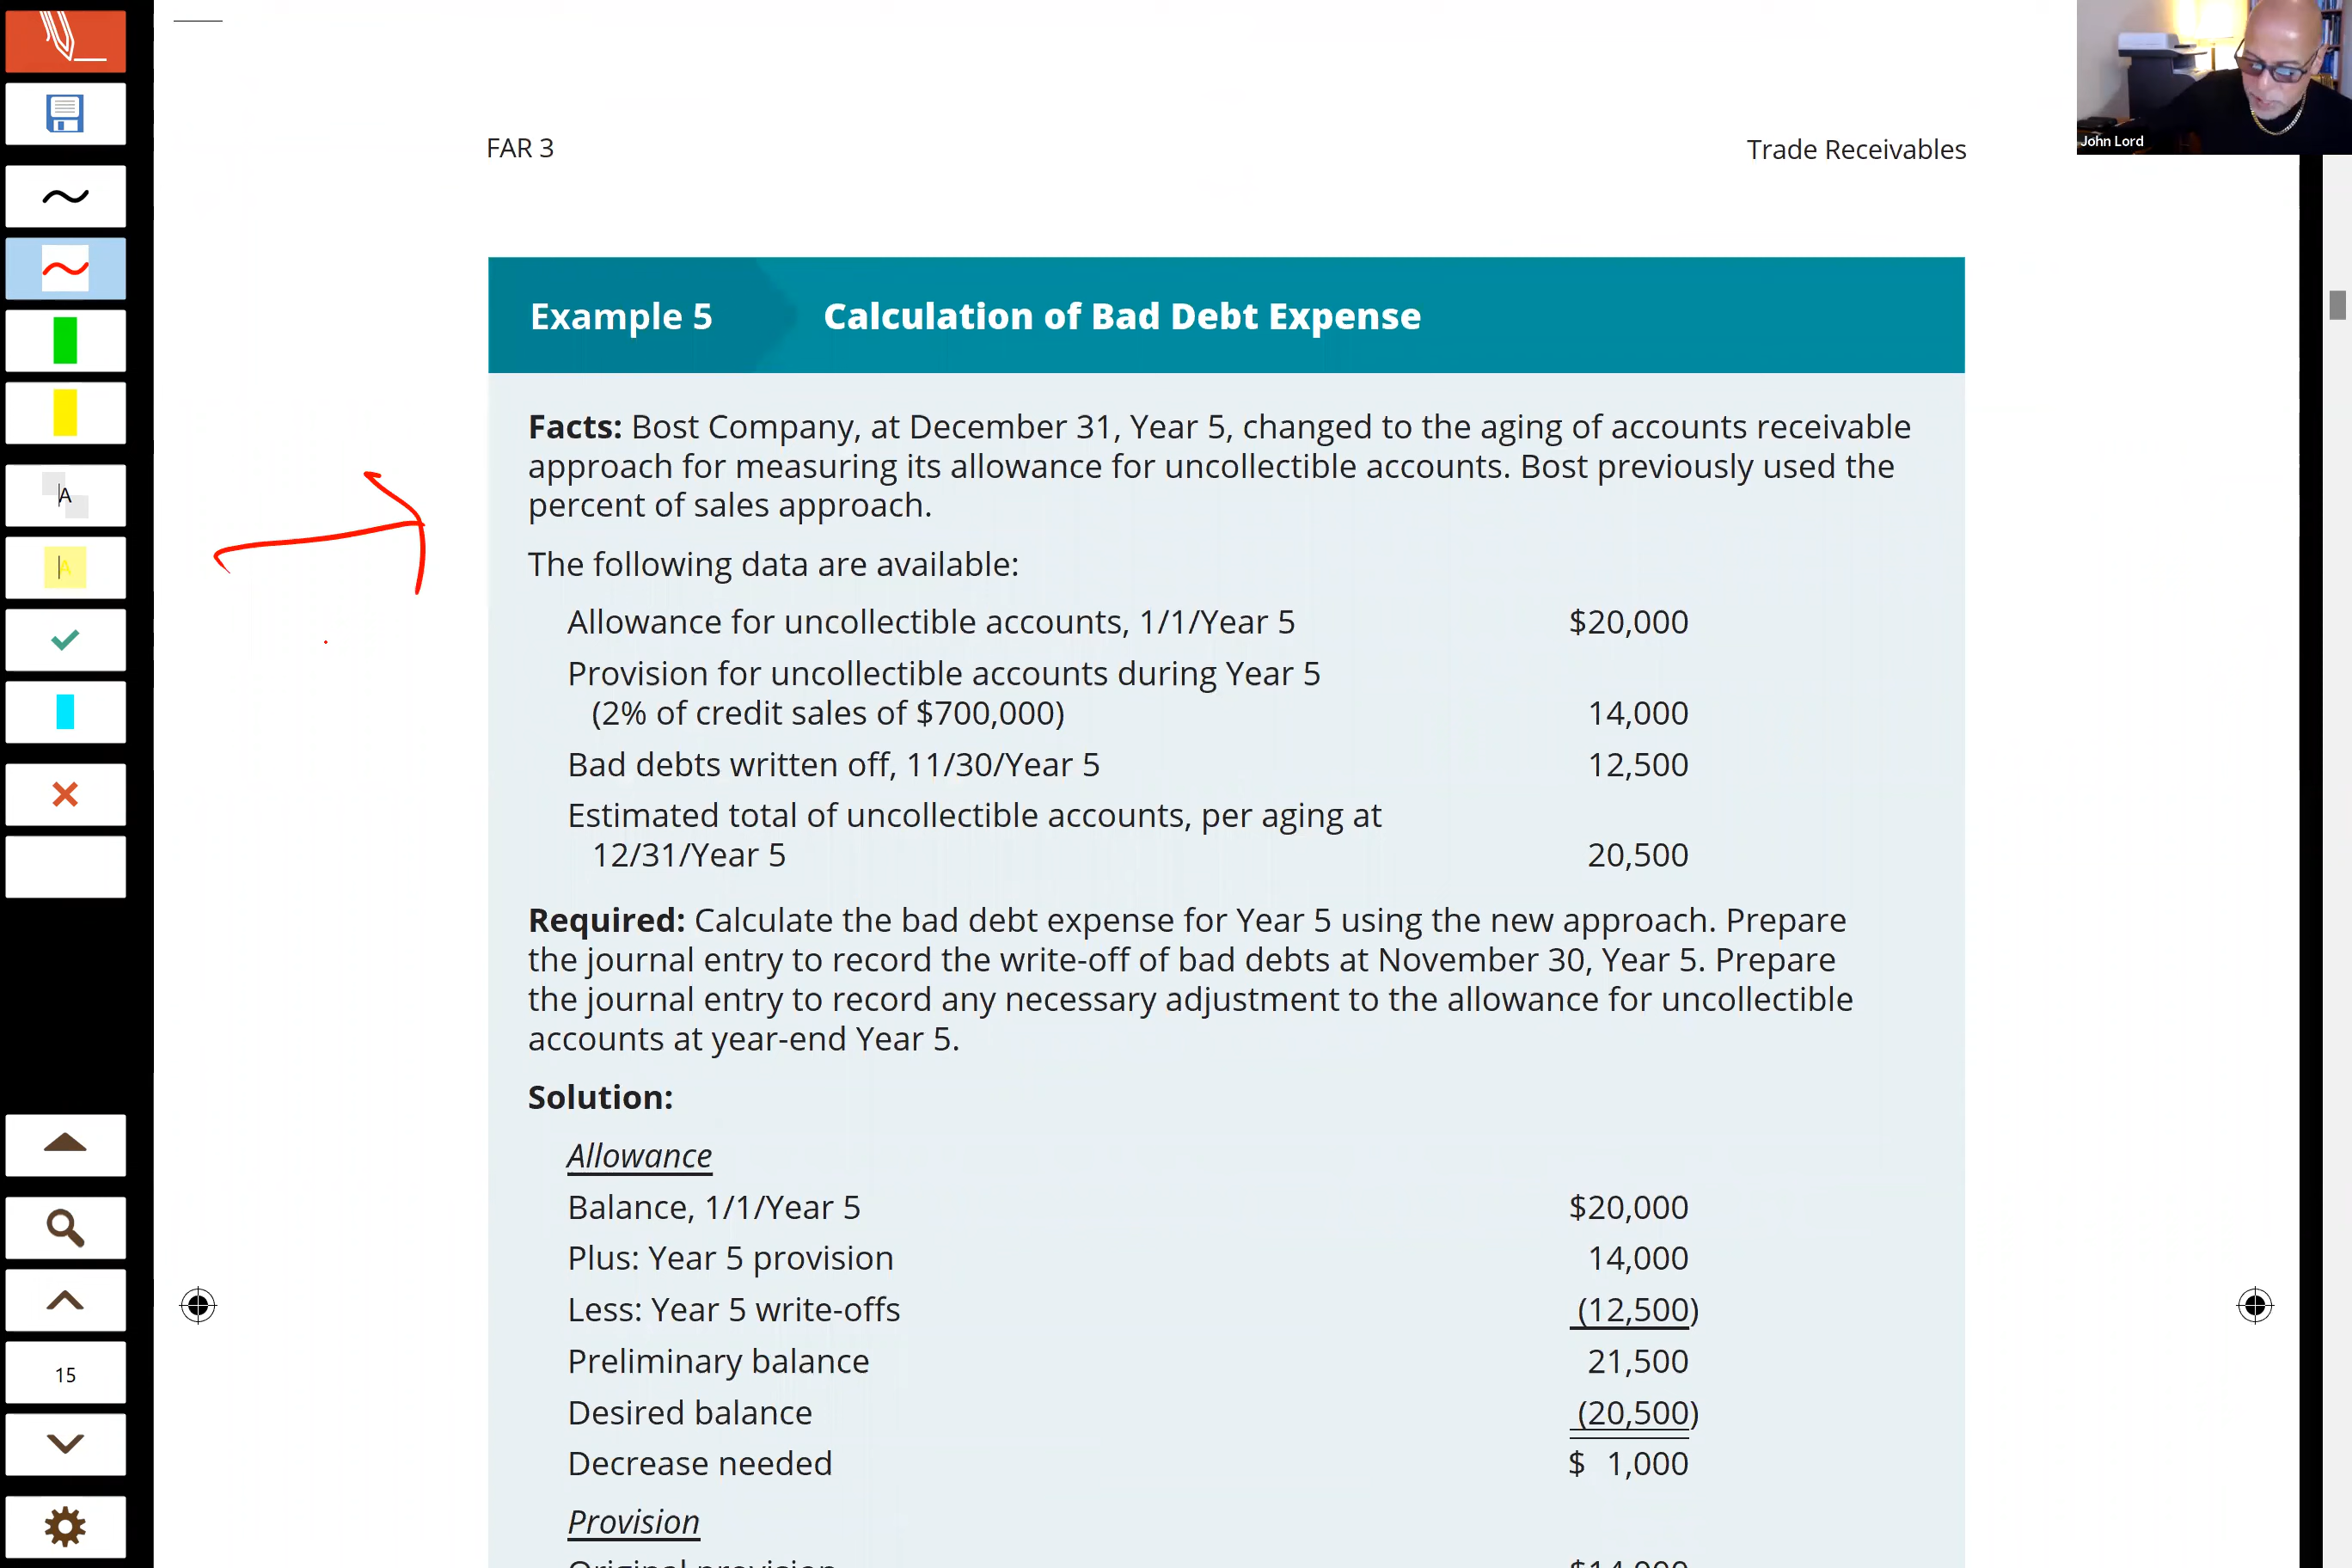 John Lord
FAR 3
Trade Receivables
Example 5 Calculation of Bad Debt Expense
Facts: Bost Company, at December 31, Year 5, changed to the aging of accounts receivable
approach for measuring its allowance for uncollectible accounts. Bost previously used the
percent of sales approach.
The following data are available:
Allowance for uncollectible accounts, 1/1/Year 5 $20,000
Provision for uncollectible accounts during Year 5
(2% of credit sales of $700,000) 14,000
Bad debts written off, 11/30/Year 5 12,500
Estimated total of uncollectible accounts, per aging at
12/31/Year 5 20,500
Required: Calculate the bad debt expense for Year 5 using the new approach. Prepare
the journal entry to record the write-off of bad debts at November 30, Year 5. Prepare
the journal entry to record any necessary adjustment to the allowance for uncollectible
accounts at year-end Year 5.
Solution:
Allowance
Balance, 1/1/Year 5 $20,000
Plus: Year 5 provision 14,000
Less: Year 5 write-offs (12,500)
Preliminary balance 21,500
Desired balance (20,500)
Decrease needed $ 1,000
Provision
Original provision $14,000
A
A
15